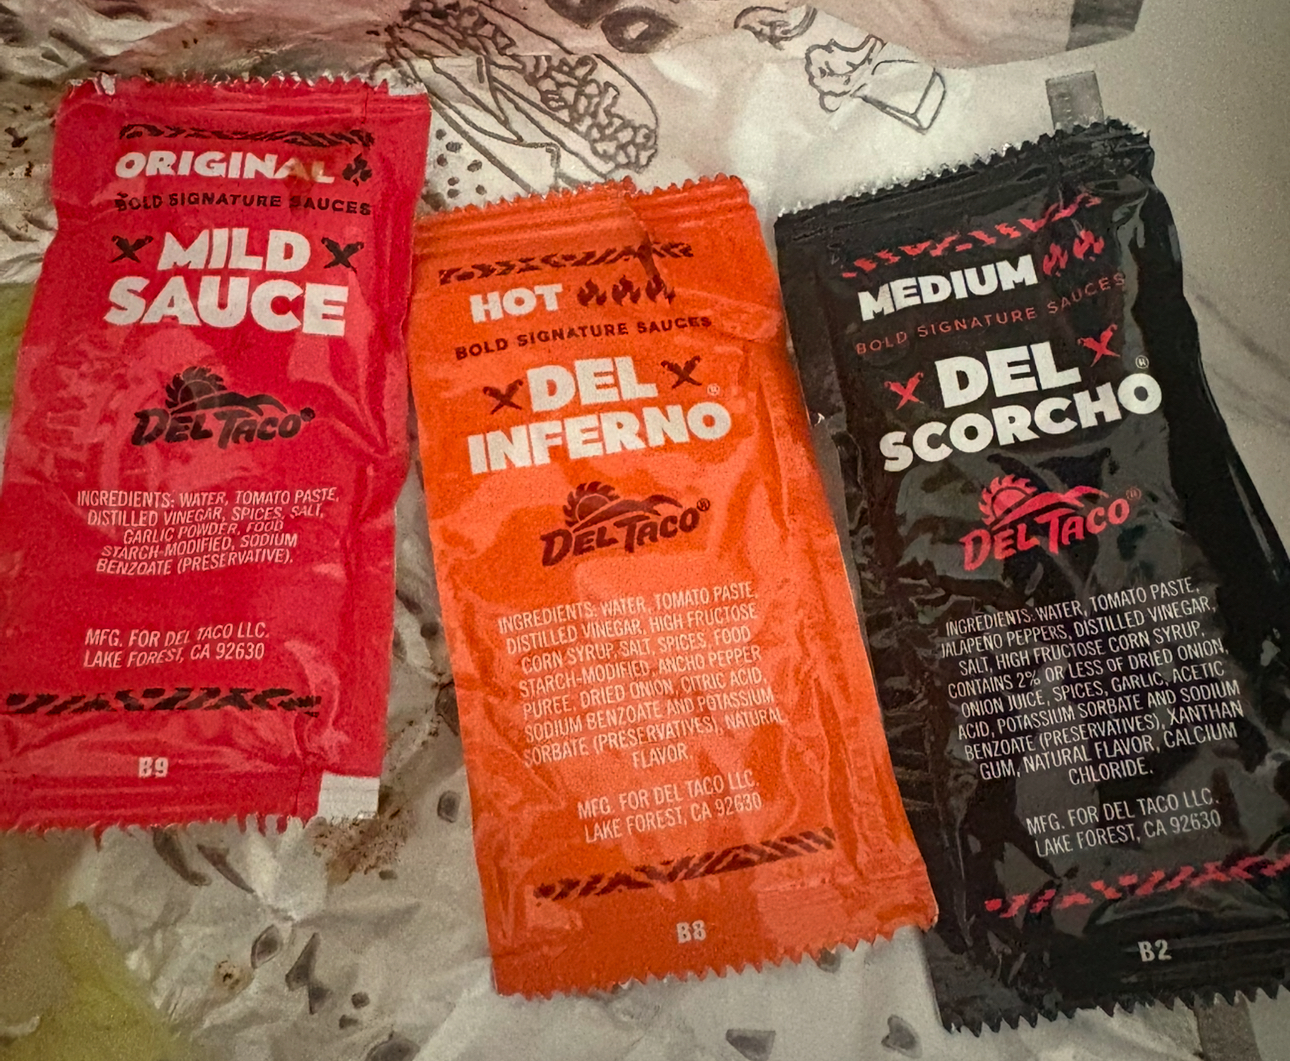 ORIGINAL
BOLD SIGNATURE SAUCES
MILD
SAUCE
DEL TACO®
INGREDIENTS: WATER, TOMATO PASTE,
DISTILLED VINEGAR, SPICES, SALT,
GARLIC POWDER, FOOD
STARCH-MODIFIED, SODIUM
BENZOATE (PRESERVATIVE).
MFG. FOR DEL TACO LLC.
LAKE FOREST, CA 92630
B9
HOT
BOLD SIGNATURE SAUCES
DEL
INFERNO®
DEL TACO®
INGREDIENTS: WATER, TOMATO PASTE,
DISTILLED VINEGAR, HIGH FRUCTOSE
CORN SYRUP, SALT, SPICES, FOOD
STARCH-MODIFIED, ANCHO PEPPER
PUREE, DRIED ONION, CITRIC ACID,
SODIUM BENZOATE AND POTASSIUM
SORBATE (PRESERVATIVES), NATURAL
FLAVOR.
MFG. FOR DEL TACO LLC.
LAKE FOREST, CA 92630
B8
MEDIUM
BOLD SIGNATURE SAUCES
DEL
SCORCHO®
DEL TACO®
INGREDIENTS: WATER, TOMATO PASTE,
JALAPEÑO PEPPERS, DISTILLED VINEGAR,
SALT, HIGH FRUCTOSE CORN SYRUP,
CONTAINS 2% OR LESS OF DRIED ONION,
ONION JUICE, SPICES, GARLIC, ACETIC
ACID, POTASSIUM SORBATE AND SODIUM
BENZOATE (PRESERVATIVES), XANTHAN
GUM, NATURAL FLAVOR, CALCIUM
CHLORIDE.
MFG. FOR DEL TACO LLC.
LAKE FOREST, CA 92630
B2